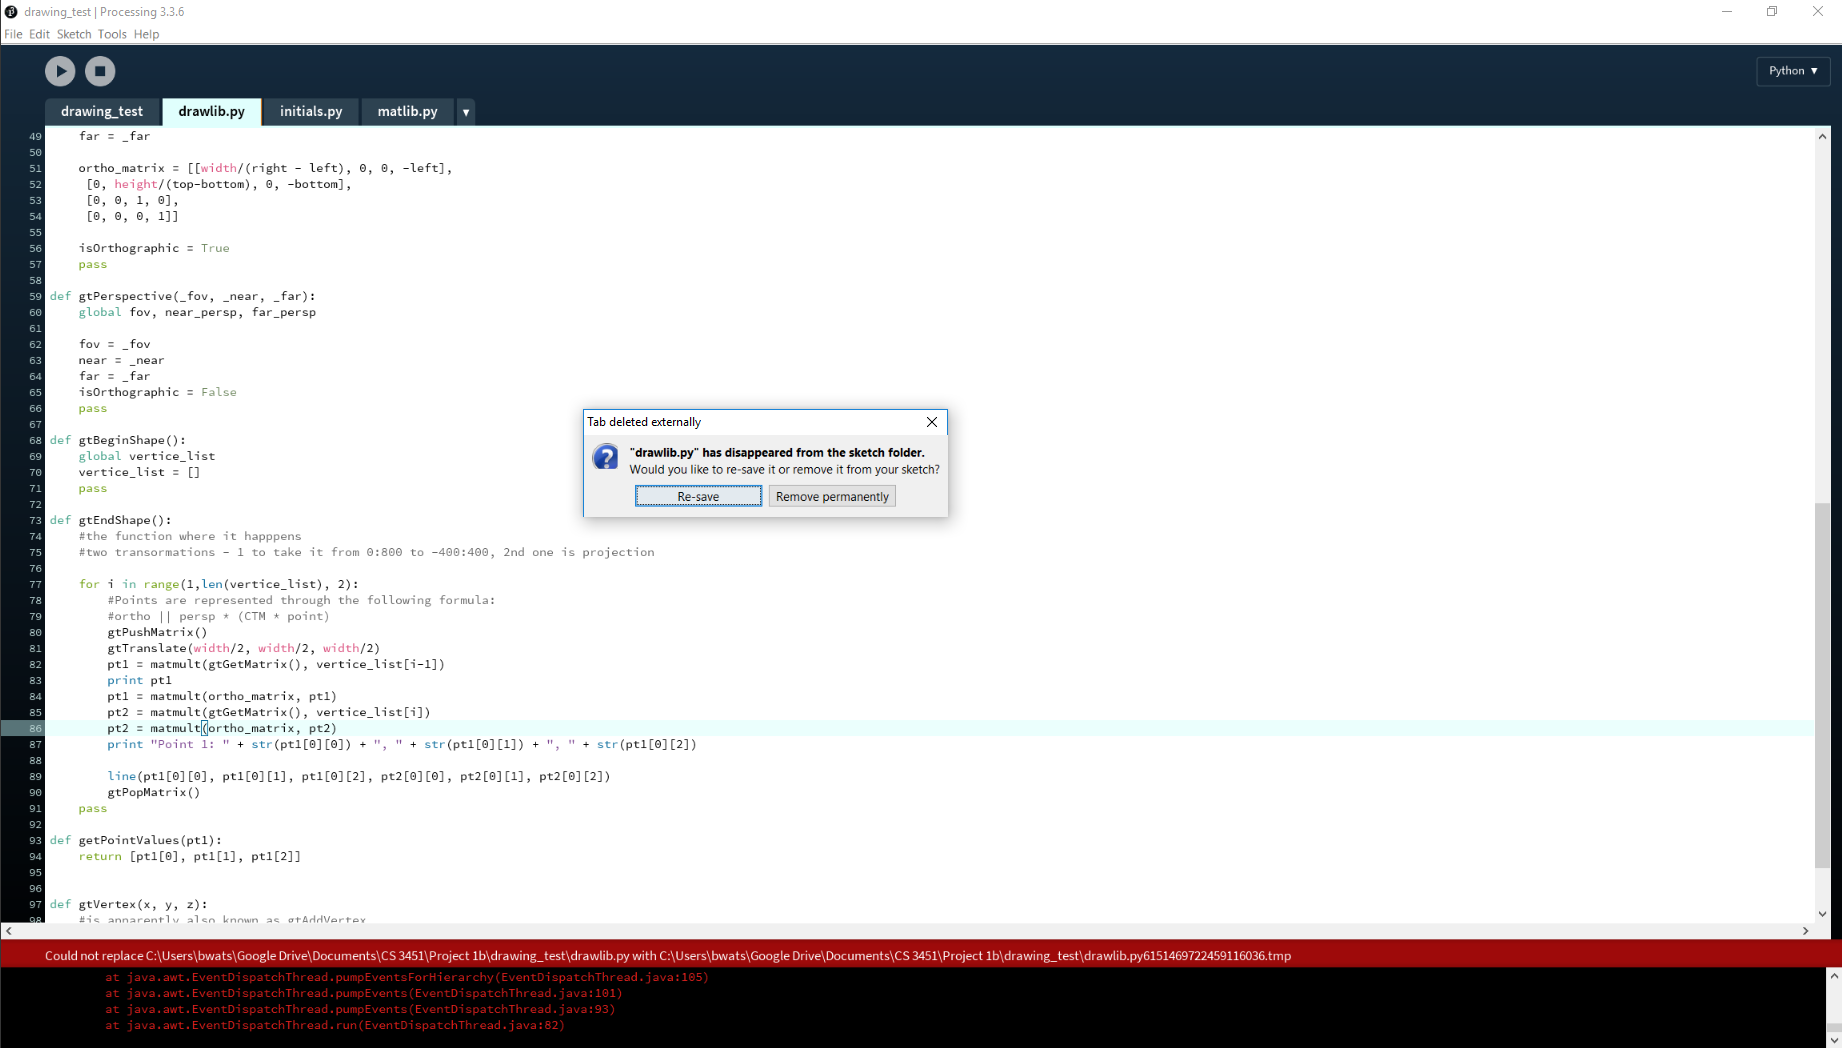 drawing_test | Processing 3.3.6
File Edit Sketch Tools Help
Python ▼
drawing_test drawlib.py initials.py matlib.py ▼
49 far = _far
50
51 ortho_matrix = [[width/(right - left), 0, 0, -left],
52 [0, height/(top-bottom), 0, -bottom],
53 [0, 0, 1, 0],
54 [0, 0, 0, 1]]
55
56 isOrthographic = True
57 pass
58
59 def gtPerspective(_fov, _near, _far):
60 global fov, near_persp, far_persp
61
62 fov = _fov
63 near = _near
64 far = _far
65 isOrthographic = False
66 pass
67
68 def gtBeginShape():
69 global vertice_list
70 vertice_list = []
71 pass
72
73 def gtEndShape():
74 #the function where it happpens
75 #two transormations - 1 to take it from 0:800 to -400:400, 2nd one is projection
76
77 for i in range(1,len(vertice_list), 2):
78 #Points are represented through the following formula:
79 #ortho || persp * (CTM * point)
80 gtPushMatrix()
81 gtTranslate(width/2, width/2, width/2)
82 pt1 = matmult(gtGetMatrix(), vertice_list[i-1])
83 print pt1
84 pt1 = matmult(ortho_matrix, pt1)
85 pt2 = matmult(gtGetMatrix(), vertice_list[i])
86 pt2 = matmult(ortho_matrix, pt2)
87 print "Point 1: " + str(pt1[0][0]) + ", " + str(pt1[0][1]) + ", " + str(pt1[0][2])
88
89 line(pt1[0][0], pt1[0][1], pt1[0][2], pt2[0][0], pt2[0][1], pt2[0][2])
90 gtPopMatrix()
91 pass
92
93 def getPointValues(pt1):
94 return [pt1[0], pt1[1], pt1[2]]
95
96
97 def gtVertex(x, y, z):
98 #is apparently also known as gtAddVertex
Tab deleted externally
"drawlib.py" has disappeared from the sketch folder.
Would you like to re-save it or remove it from your sketch?
Re-save Remove permanently
Could not replace C:\Users\bwats\Google Drive\Documents\CS 3451\Project 1b\drawing_test\drawlib.py with C:\Users\bwats\Google Drive\Documents\CS 3451\Project 1b\drawing_test\drawlib.py6151469722459116036.tmp
at java.awt.EventDispatchThread.pumpEventsForHierarchy(EventDispatchThread.java:105)
at java.awt.EventDispatchThread.pumpEvents(EventDispatchThread.java:101)
at java.awt.EventDispatchThread.pumpEvents(EventDispatchThread.java:93)
at java.awt.EventDispatchThread.run(EventDispatchThread.java:82)